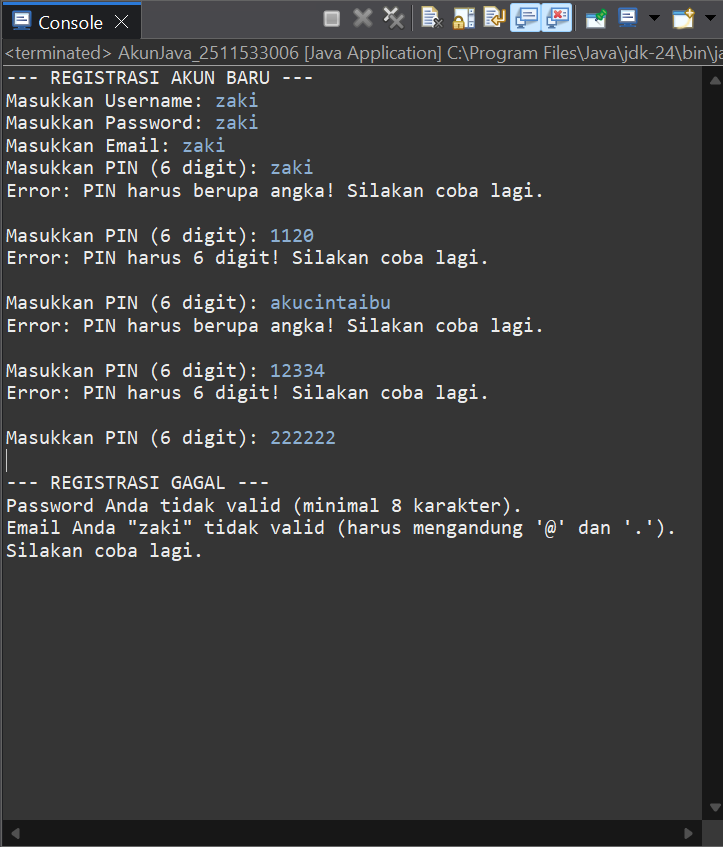 Console
<terminated> AkunJava_2511533006 [Java Application] C:\Program Files\Java\jdk-24\bin\ja
--- REGISTRASI AKUN BARU ---
Masukkan Username: zaki
Masukkan Password: zaki
Masukkan Email: zaki
Masukkan PIN (6 digit): zaki
Error: PIN harus berupa angka! Silakan coba lagi.
Masukkan PIN (6 digit): 1120
Error: PIN harus 6 digit! Silakan coba lagi.
Masukkan PIN (6 digit): akucintaibu
Error: PIN harus berupa angka! Silakan coba lagi.
Masukkan PIN (6 digit): 12334
Error: PIN harus 6 digit! Silakan coba lagi.
Masukkan PIN (6 digit): 222222
--- REGISTRASI GAGAL ---
Password Anda tidak valid (minimal 8 karakter).
Email Anda "zaki" tidak valid (harus mengandung '@' dan '.').
Silakan coba lagi.